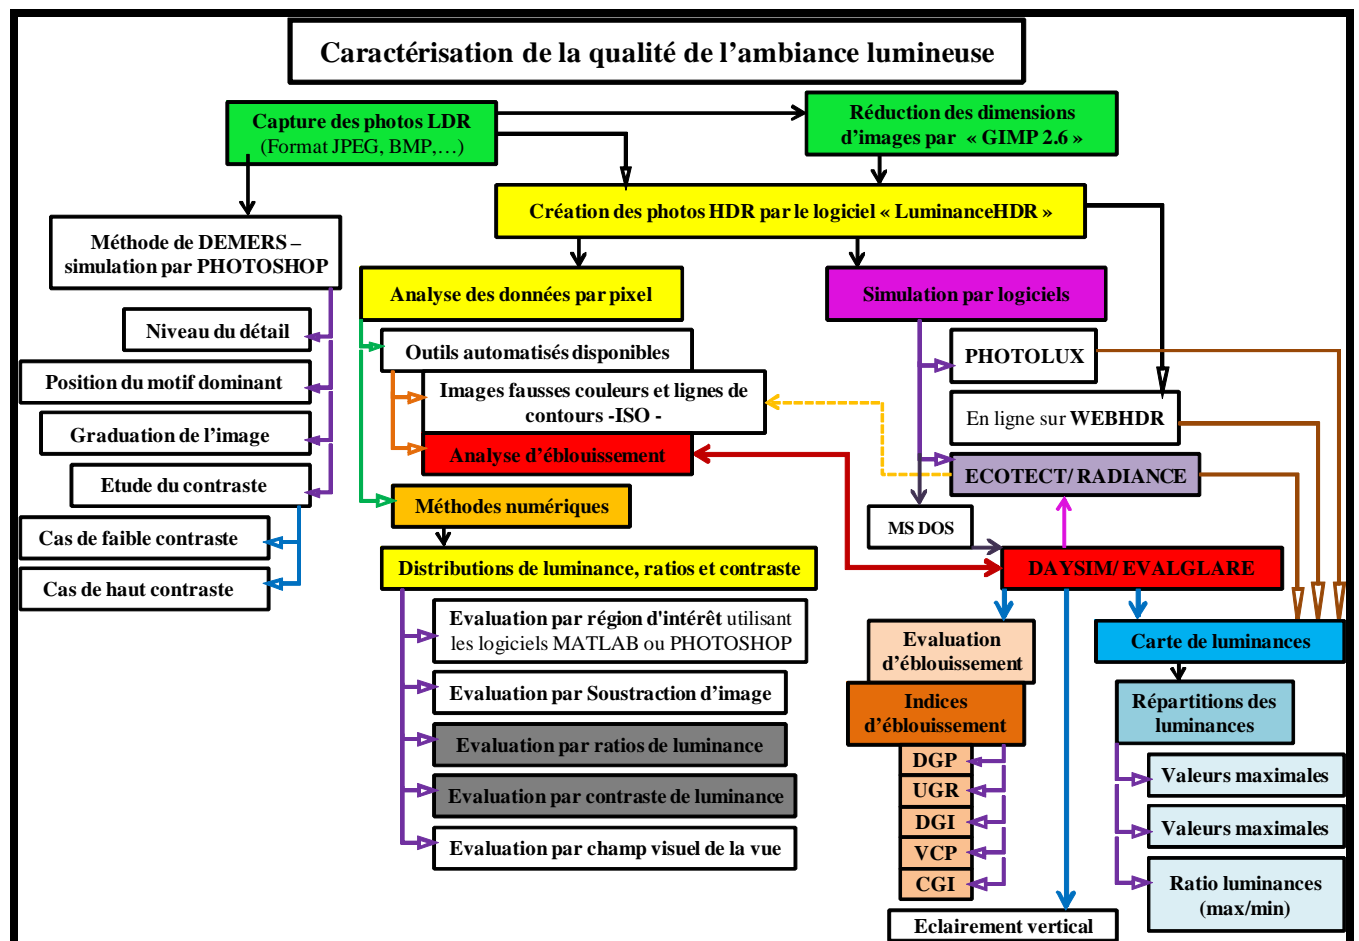 Caractérisation de la qualité de l’ambiance lumineuse
Capture des photos LDR
(Format JPEG, BMP,…)
Réduction des dimensions
d’images par « GIMP 2.6 »
Création des photos HDR par le logiciel « LuminanceHDR »
Méthode de DEMERS –
simulation par PHOTOSHOP
Niveau du détail
Position du motif dominant
Graduation de l’image
Etude du contraste
Cas de faible contraste
Cas de haut contraste
Analyse des données par pixel
Outils automatisés disponibles
Images fausses couleurs et lignes de
contours -ISO -
Analyse d’éblouissement
Méthodes numériques
Distributions de luminance, ratios et contraste
Evaluation par région d'intérêt utilisant
les logiciels MATLAB ou PHOTOSHOP
Evaluation par Soustraction d’image
Evaluation par ratios de luminance
Evaluation par contraste de luminance
Evaluation par champ visuel de la vue
Simulation par logiciels
PHOTOLUX
En ligne sur WEBHDR
ECOTECT/ RADIANCE
MS DOS
DAYSIM/ EVALGLARE
Evaluation
d’éblouissement
Indices
d’éblouissement
DGP
UGR
DGI
VCP
CGI
Eclairement vertical
Carte de luminances
Répartitions des
luminances
Valeurs maximales
Valeurs maximales
Ratio luminances
(max/min)